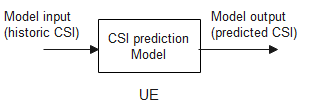 Model input
(historic CSI)
CSI prediction
Model
Model output
(predicted CSI)
UE